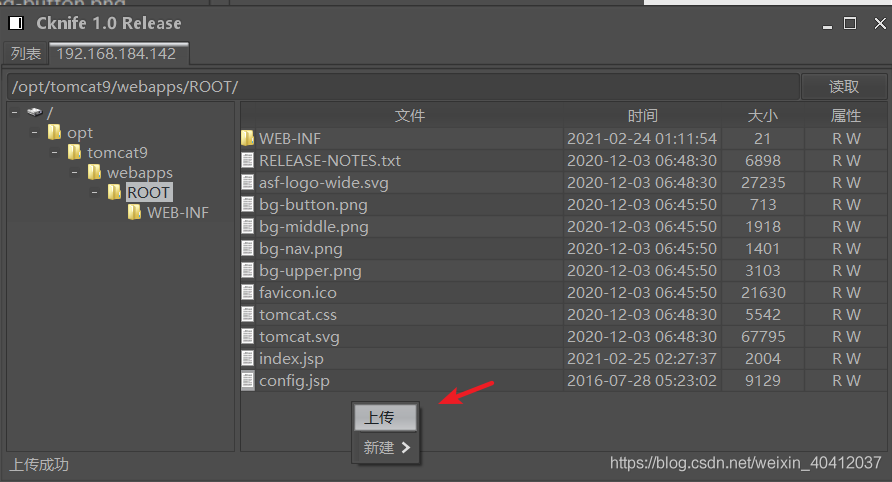 Cknife 1.0 Release
列表 192.168.184.142
/opt/tomcat9/webapps/ROOT/ 读取
/
opt
tomcat9
webapps
ROOT
WEB-INF
文件 时间 大小 属性
WEB-INF 2021-02-24 01:11:54 21 R W
RELEASE-NOTES.txt 2020-12-03 06:48:30 6898 R W
asf-logo-wide.svg 2020-12-03 06:48:30 27235 R W
bg-button.png 2020-12-03 06:45:50 713 R W
bg-middle.png 2020-12-03 06:45:50 1918 R W
bg-nav.png 2020-12-03 06:45:50 1401 R W
bg-upper.png 2020-12-03 06:45:50 3103 R W
favicon.ico 2020-12-03 06:45:50 21630 R W
tomcat.css 2020-12-03 06:48:30 5542 R W
tomcat.svg 2020-12-03 06:48:30 67795 R W
index.jsp 2021-02-25 02:27:37 2004 R W
config.jsp 2016-07-28 05:23:02 9129 R W
上传
新建
上传成功
https://blog.csdn.net/weixin_40412037